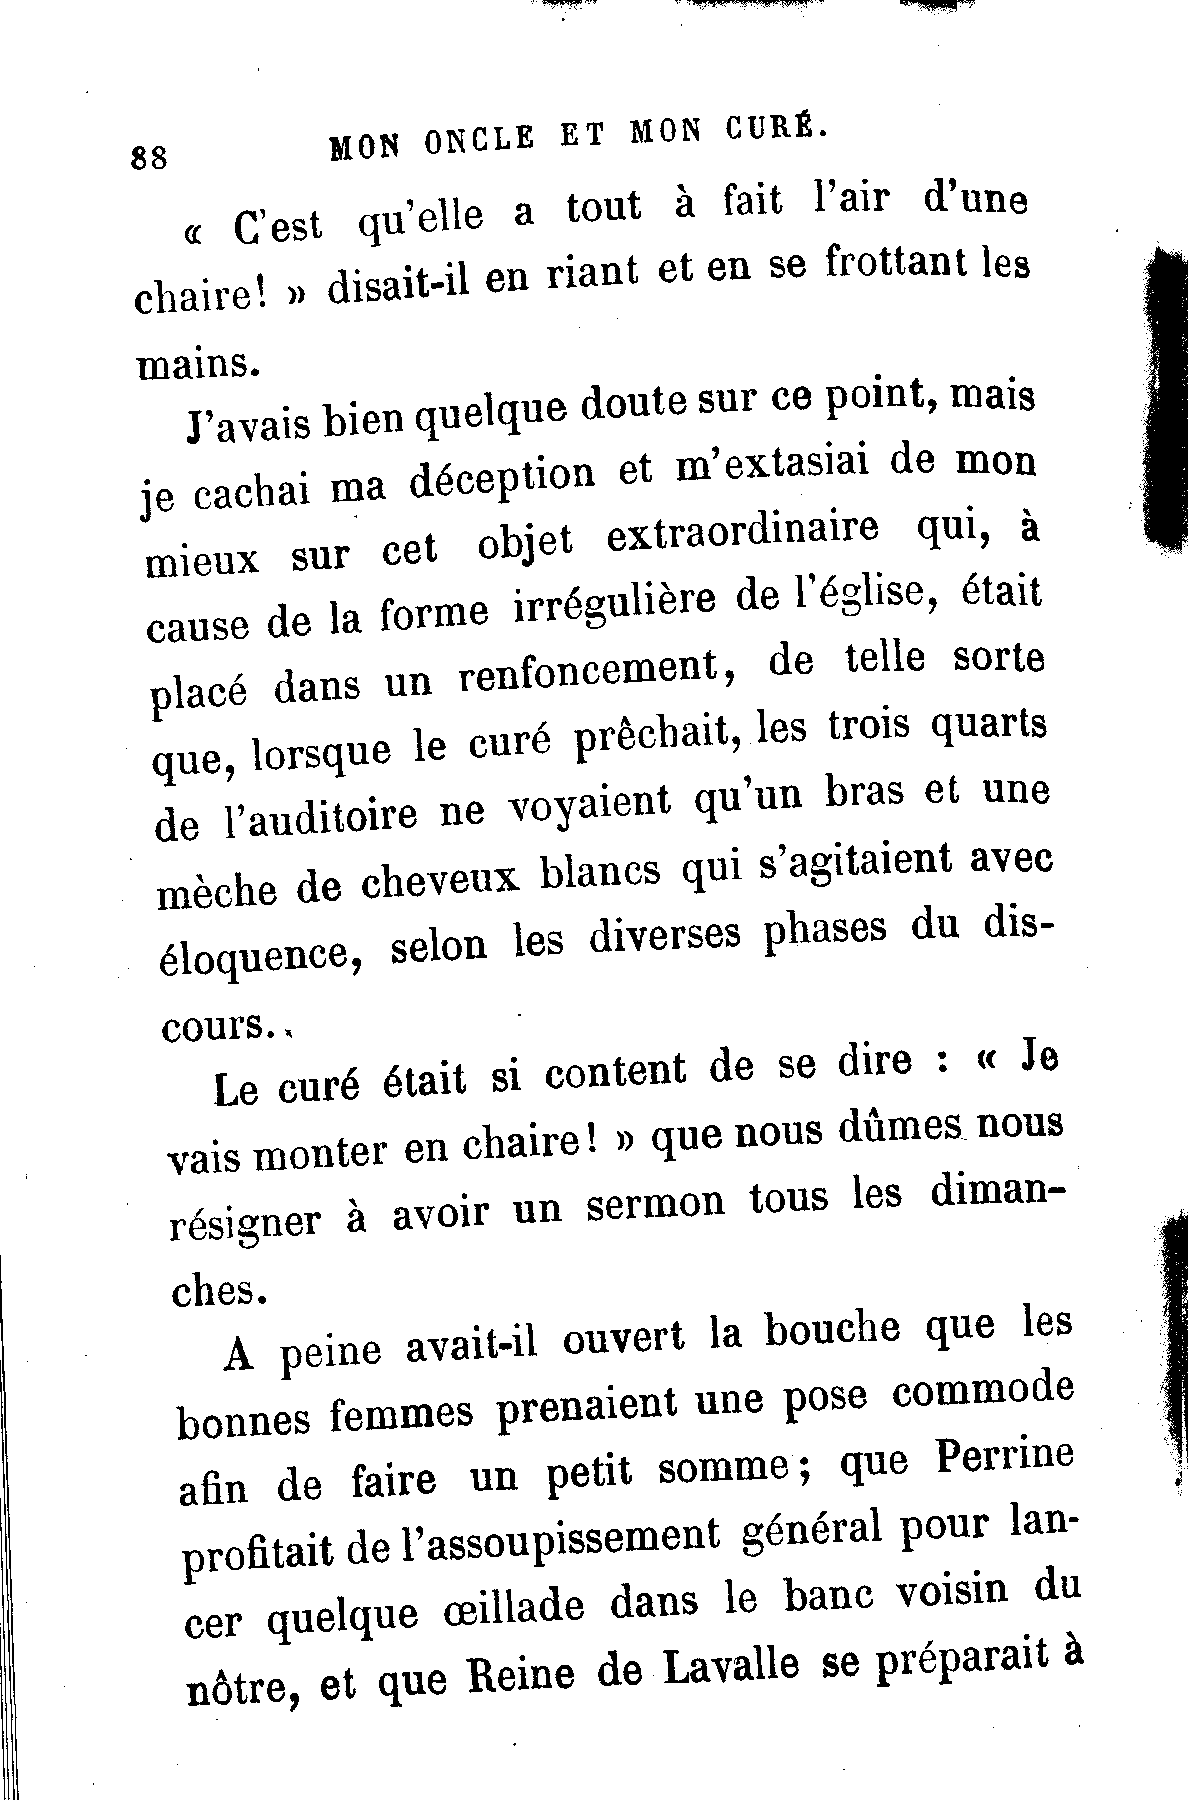 88 MON ONCLE ET MON CURÉ.
« C'est qu'elle a tout à fait l'air d'une
chaire! » disait-il en riant et en se frottant les
mains.
J'avais bien quelque doute sur ce point, mais
je cachai ma déception et m'extasiai de mon
mieux sur cet objet extraordinaire qui, à
cause de la forme irrégulière de l'église, était
placé dans un renfoncement, de telle sorte
que, lorsque le curé prêchait, les trois quarts
de l'auditoire ne voyaient qu'un bras et une
mèche de cheveux blancs qui s'agitaient avec
éloquence, selon les diverses phases du dis-
cours.
Le curé était si content de se dire : « Je
vais monter en chaire! » que nous dûmes nous
résigner à avoir un sermon tous les diman-
ches.
A peine avait-il ouvert la bouche que les
bonnes femmes prenaient une pose commode
afin de faire un petit somme; que Perrine
profitait de l'assoupissement général pour lan-
cer quelque œillade dans le banc voisin du
nôtre, et que Reine de Lavalle se préparait à